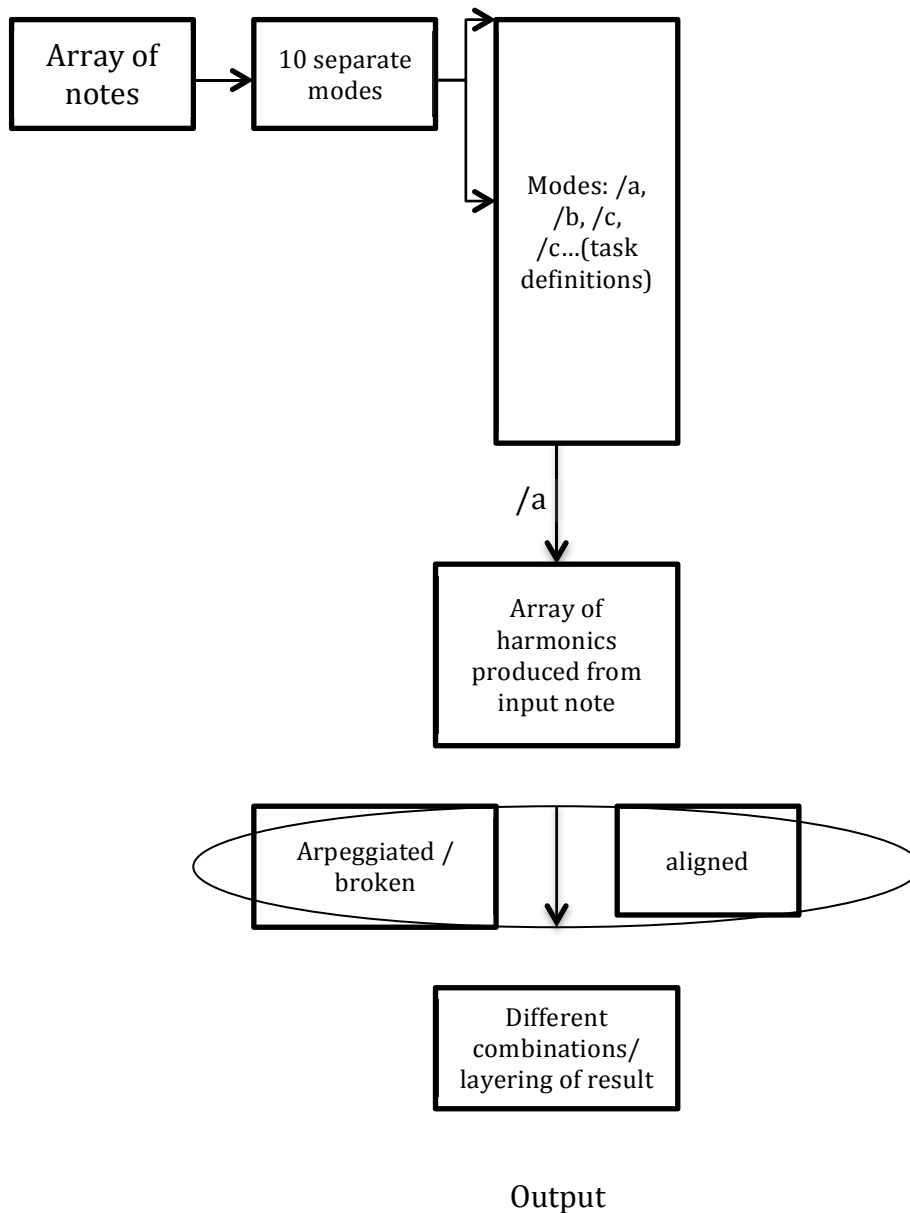 Array of
notes
10 separate
modes
Modes: /a,
/b, /c,
/c…(task
definitions)
/a
Array of
harmonics
produced from
input note
Arpeggiated /
broken
aligned
Different
combinations/
layering of result
Output